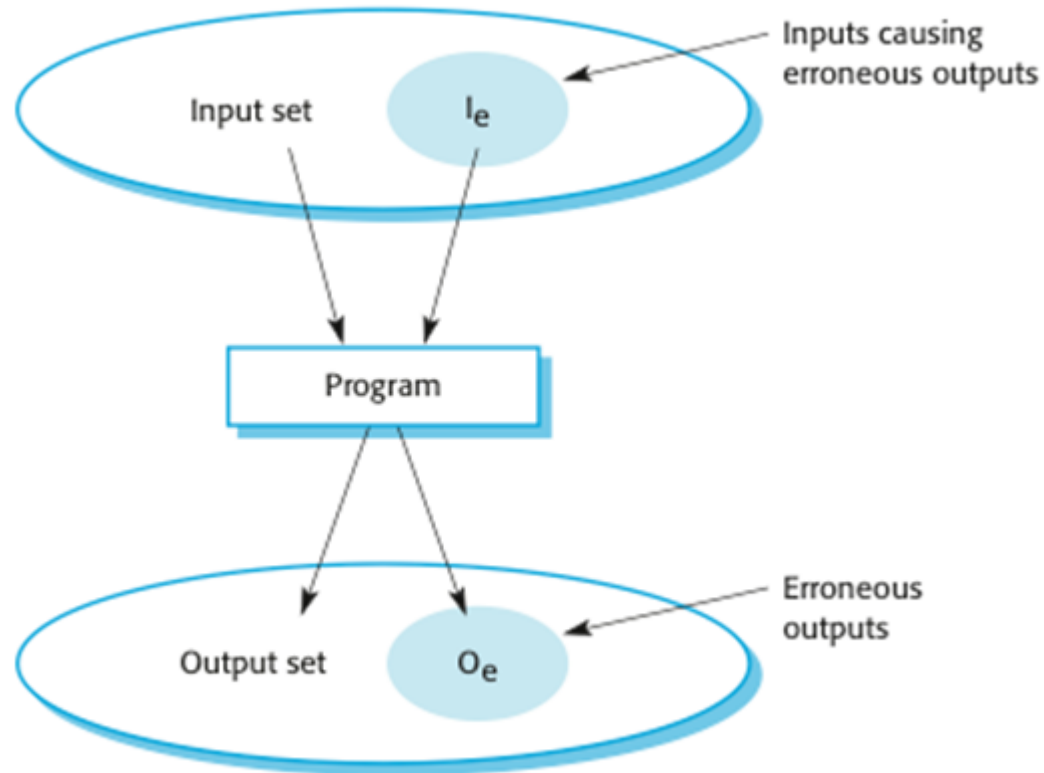 Inputs causing
erroneous outputs
Input set
Ie
Program
Erroneous
outputs
Output set
Oe